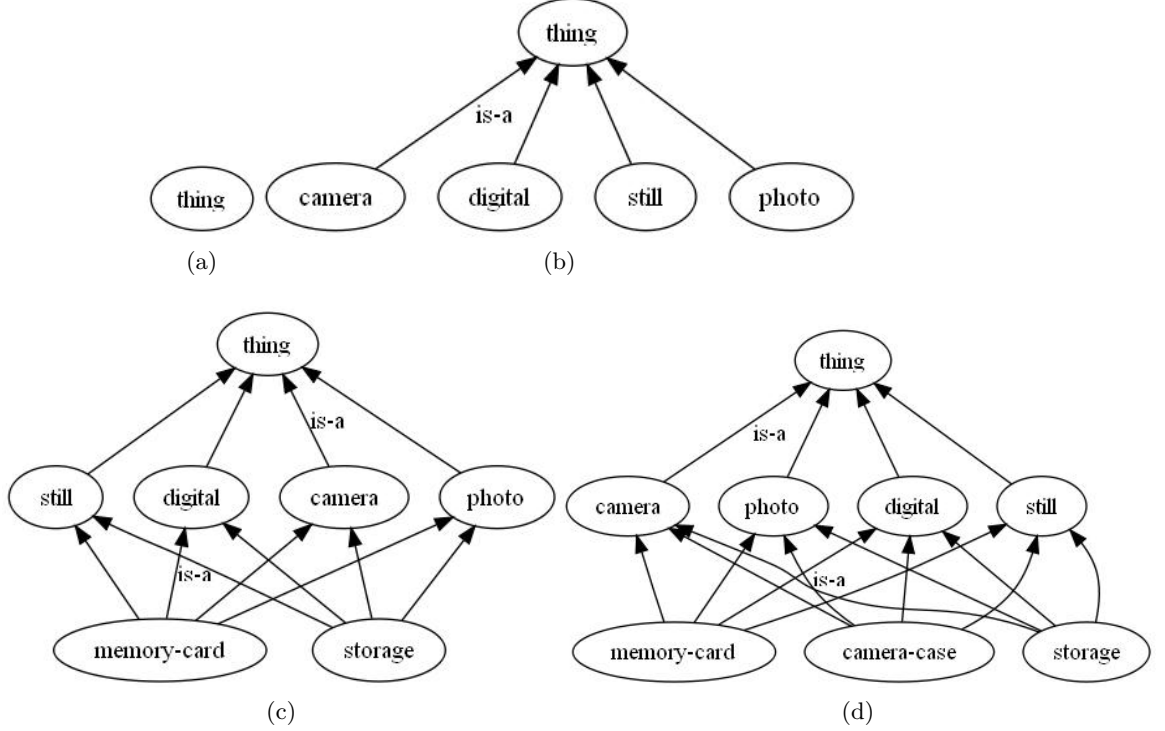 thing
is-a
thing camera digital still photo
(a) (b)
thing
is-a
still digital camera photo
is-a
memory-card storage
(c)
thing
is-a
camera photo digital still
is-a
memory-card camera-case storage
(d)